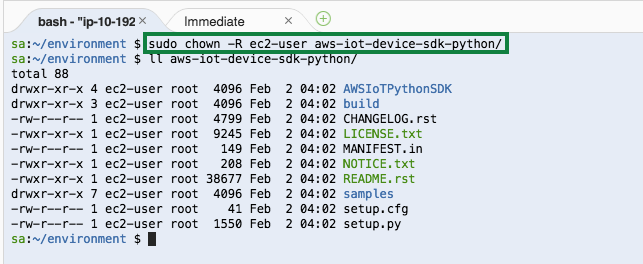 bash - "ip-10-192 × Immediate ×
sa:~/environment $ sudo chown -R ec2-user aws-iot-device-sdk-python/
sa:~/environment $ ll aws-iot-device-sdk-python/
total 88
drwxr-xr-x 4 ec2-user root 4096 Feb 2 04:02 AWSIoTPythonSDK
drwxr-xr-x 3 ec2-user root 4096 Feb 2 04:02 build
-rw-r--r-- 1 ec2-user root 4799 Feb 2 04:02 CHANGELOG.rst
-rwxr-xr-x 1 ec2-user root 9245 Feb 2 04:02 LICENSE.txt
-rw-r--r-- 1 ec2-user root 149 Feb 2 04:02 MANIFEST.in
-rwxr-xr-x 1 ec2-user root 208 Feb 2 04:02 NOTICE.txt
-rwxr-xr-x 1 ec2-user root 38677 Feb 2 04:02 README.rst
drwxr-xr-x 7 ec2-user root 4096 Feb 2 04:02 samples
-rw-r--r-- 1 ec2-user root 41 Feb 2 04:02 setup.cfg
-rw-r--r-- 1 ec2-user root 1550 Feb 2 04:02 setup.py
sa:~/environment $